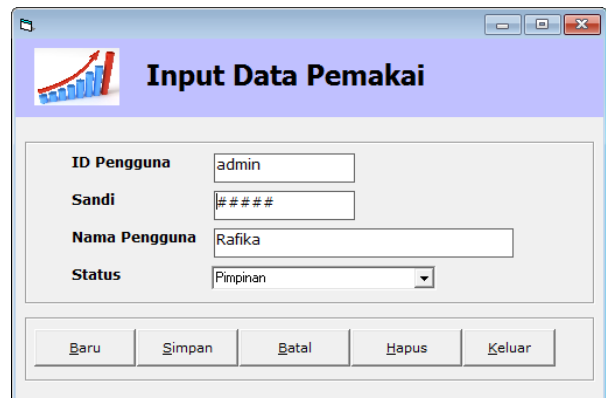 Input Data Pemakai
ID Pengguna admin
Sandi #####
Nama Pengguna Rafika
Status Pimpinan
Baru Simpan Batal Hapus Keluar